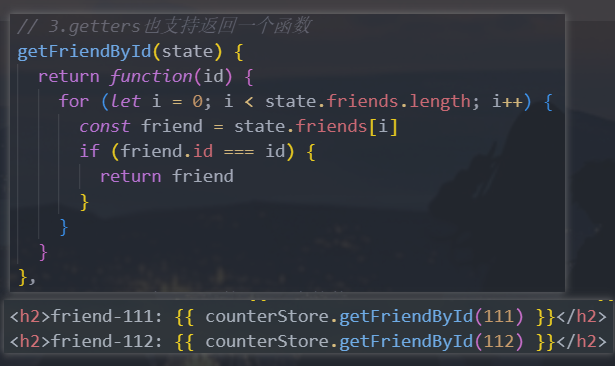 // 3.getters也支持返回一个函数
getFriendById(state) {
  return function(id) {
    for (let i = 0; i < state.friends.length; i++) {
      const friend = state.friends[i]
      if (friend.id === id) {
        return friend
      }
    }
  }
},
<h2>friend-111: {{ counterStore.getFriendById(111) }}</h2>
<h2>friend-112: {{ counterStore.getFriendById(112) }}</h2>